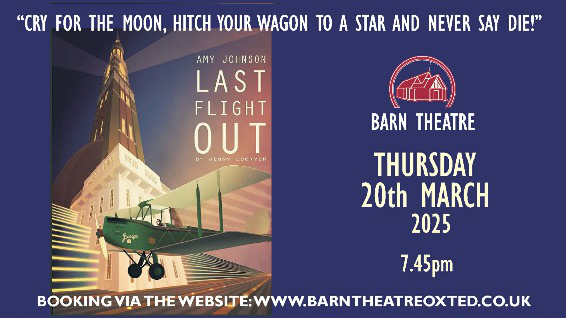 “CRY FOR THE MOON, HITCH YOUR WAGON TO A STAR AND NEVER SAY DIE!”
AMY JOHNSON
LAST
FLIGHT
OUT
BY JENNY LOCKYER
Jason
BARN THEATRE
THURSDAY
20th MARCH
2025
7.45pm
BOOKING VIA THE WEBSITE: WWW.BARNTHEATREOXTED.CO.UK